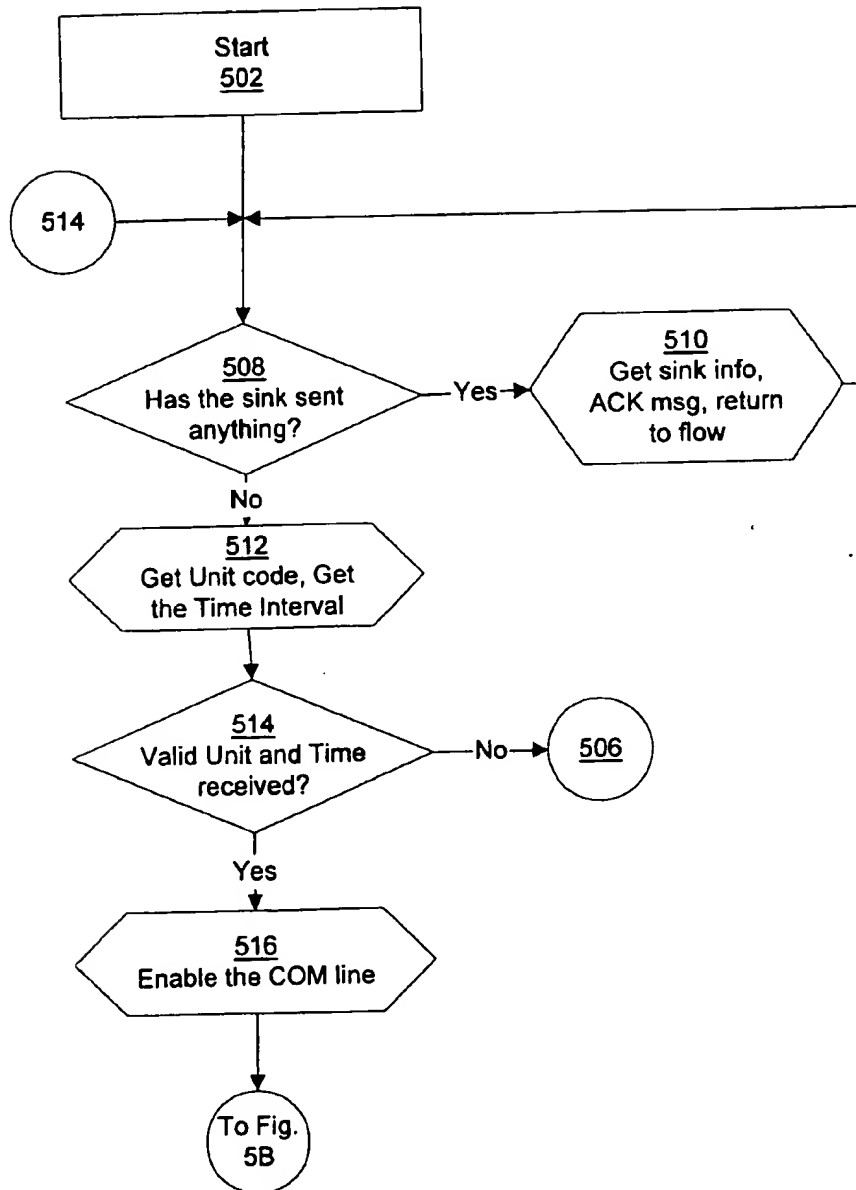 Start
502
514
508
Has the sink sent
anything?
Yes
510
Get sink info,
ACK msg, return
to flow
No
512
Get Unit code, Get
the Time Interval
514
Valid Unit and Time
received?
No
506
Yes
516
Enable the COM line
To Fig.
5B